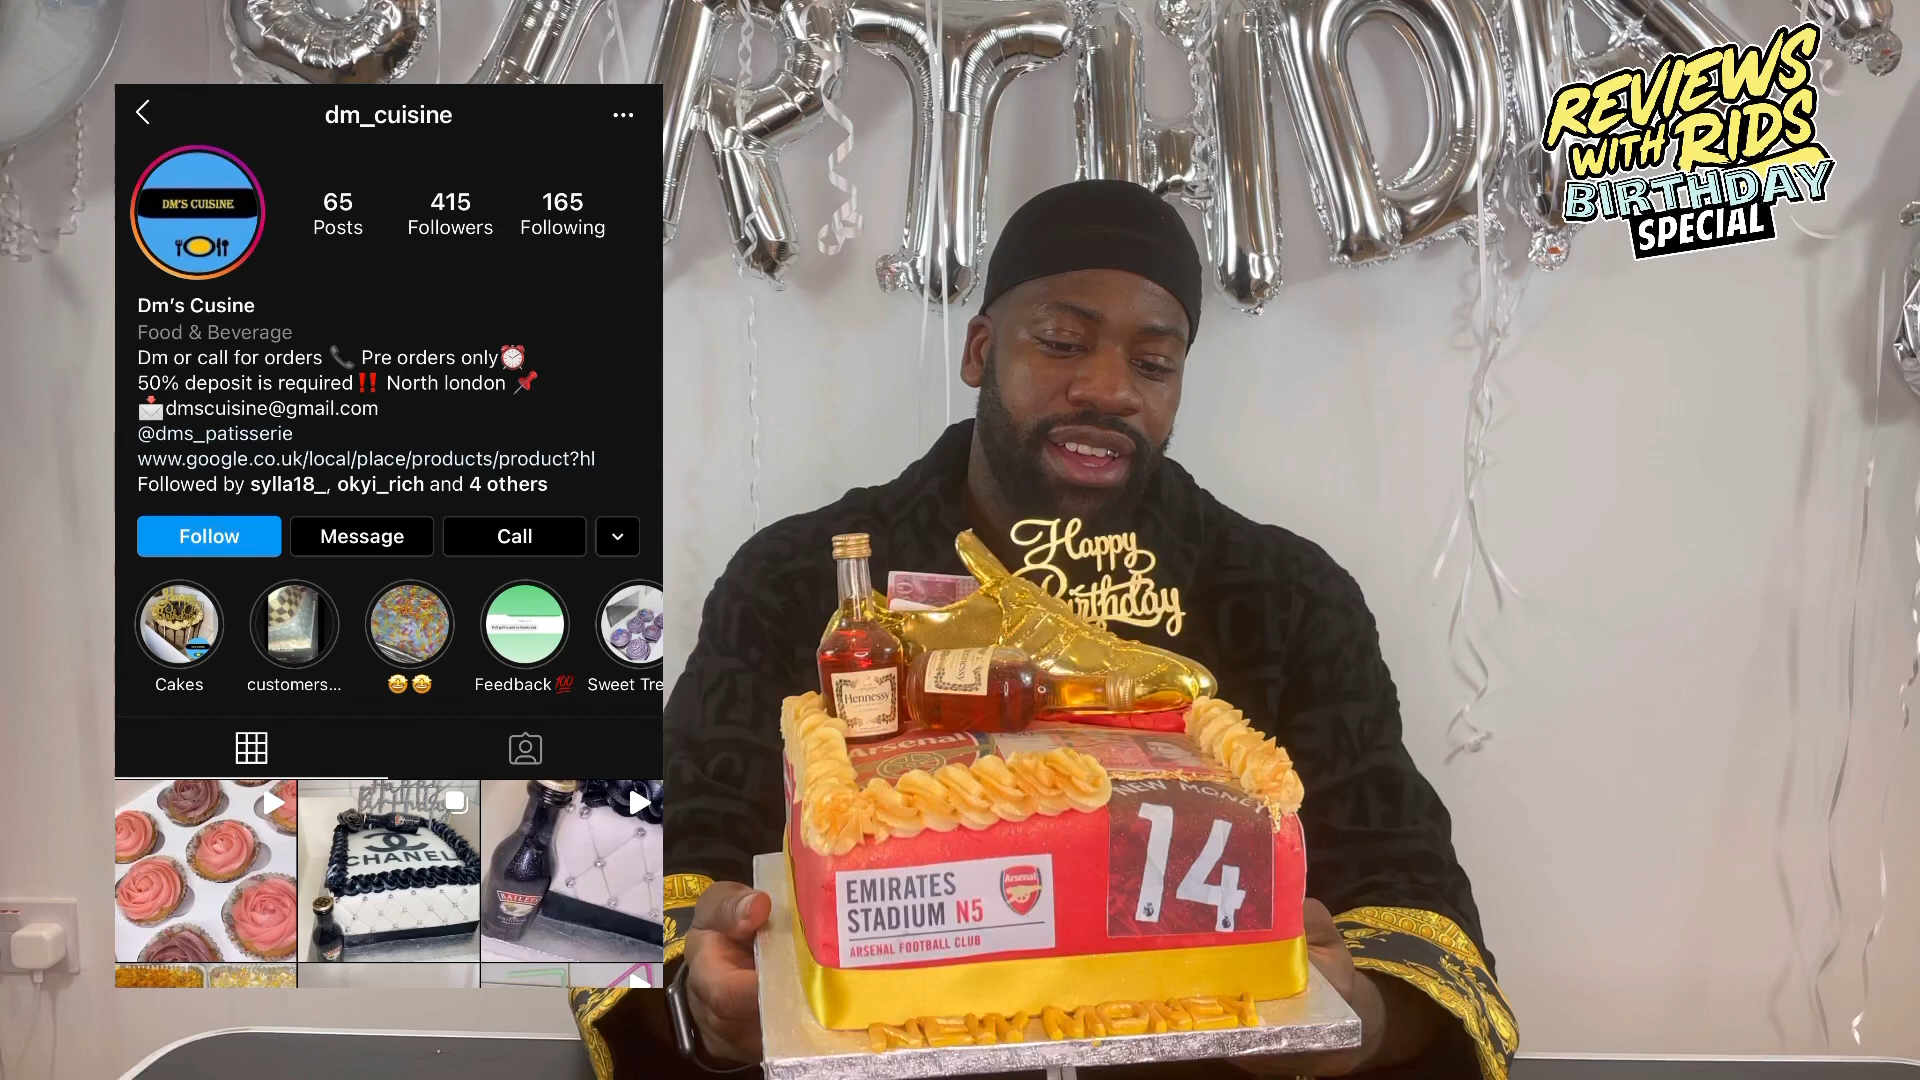 BIRTHDA
dm_cuisine
DM'S CUISINE
65
Posts
415
Followers
165
Following
Dm's Cusine
Food & Beverage
Dm or call for orders 📞 Pre orders only⏰
50% deposit is required‼️ North london 📌
📩dmscuisine@gmail.com
@dms_patisserie
www.google.co.uk/local/place/products/product?hl
Followed by sylla18_, okyi_rich and 4 others
Follow
Message
Call
Cakes
customers...
🤩🤩
Feedback💯
Sweet Tre
CHANEL
BAILEYS
REVIEWS
WITH RIDS
BIRTHDAY
SPECIAL
Happy
Birthday
Hennessy
Hennessy
Arsenal
NEW MONEY
14
EMIRATES
STADIUM N5
ARSENAL FOOTBALL CLUB
Arsenal
NEW MONEY